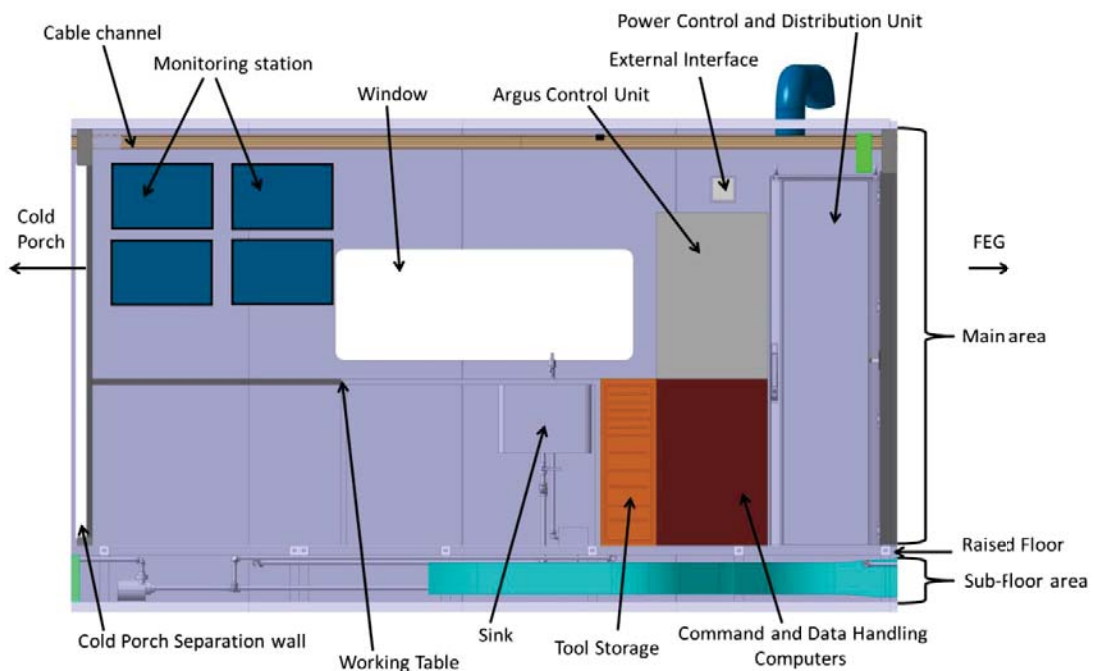 Power Control and Distribution Unit
Cable channel
External Interface
Monitoring station
Window
Argus Control Unit
Cold
Porch
FEG
Main area
Raised Floor
Sub-Floor area
Cold Porch Separation wall
Working Table
Sink
Tool Storage
Command and Data Handling
Computers